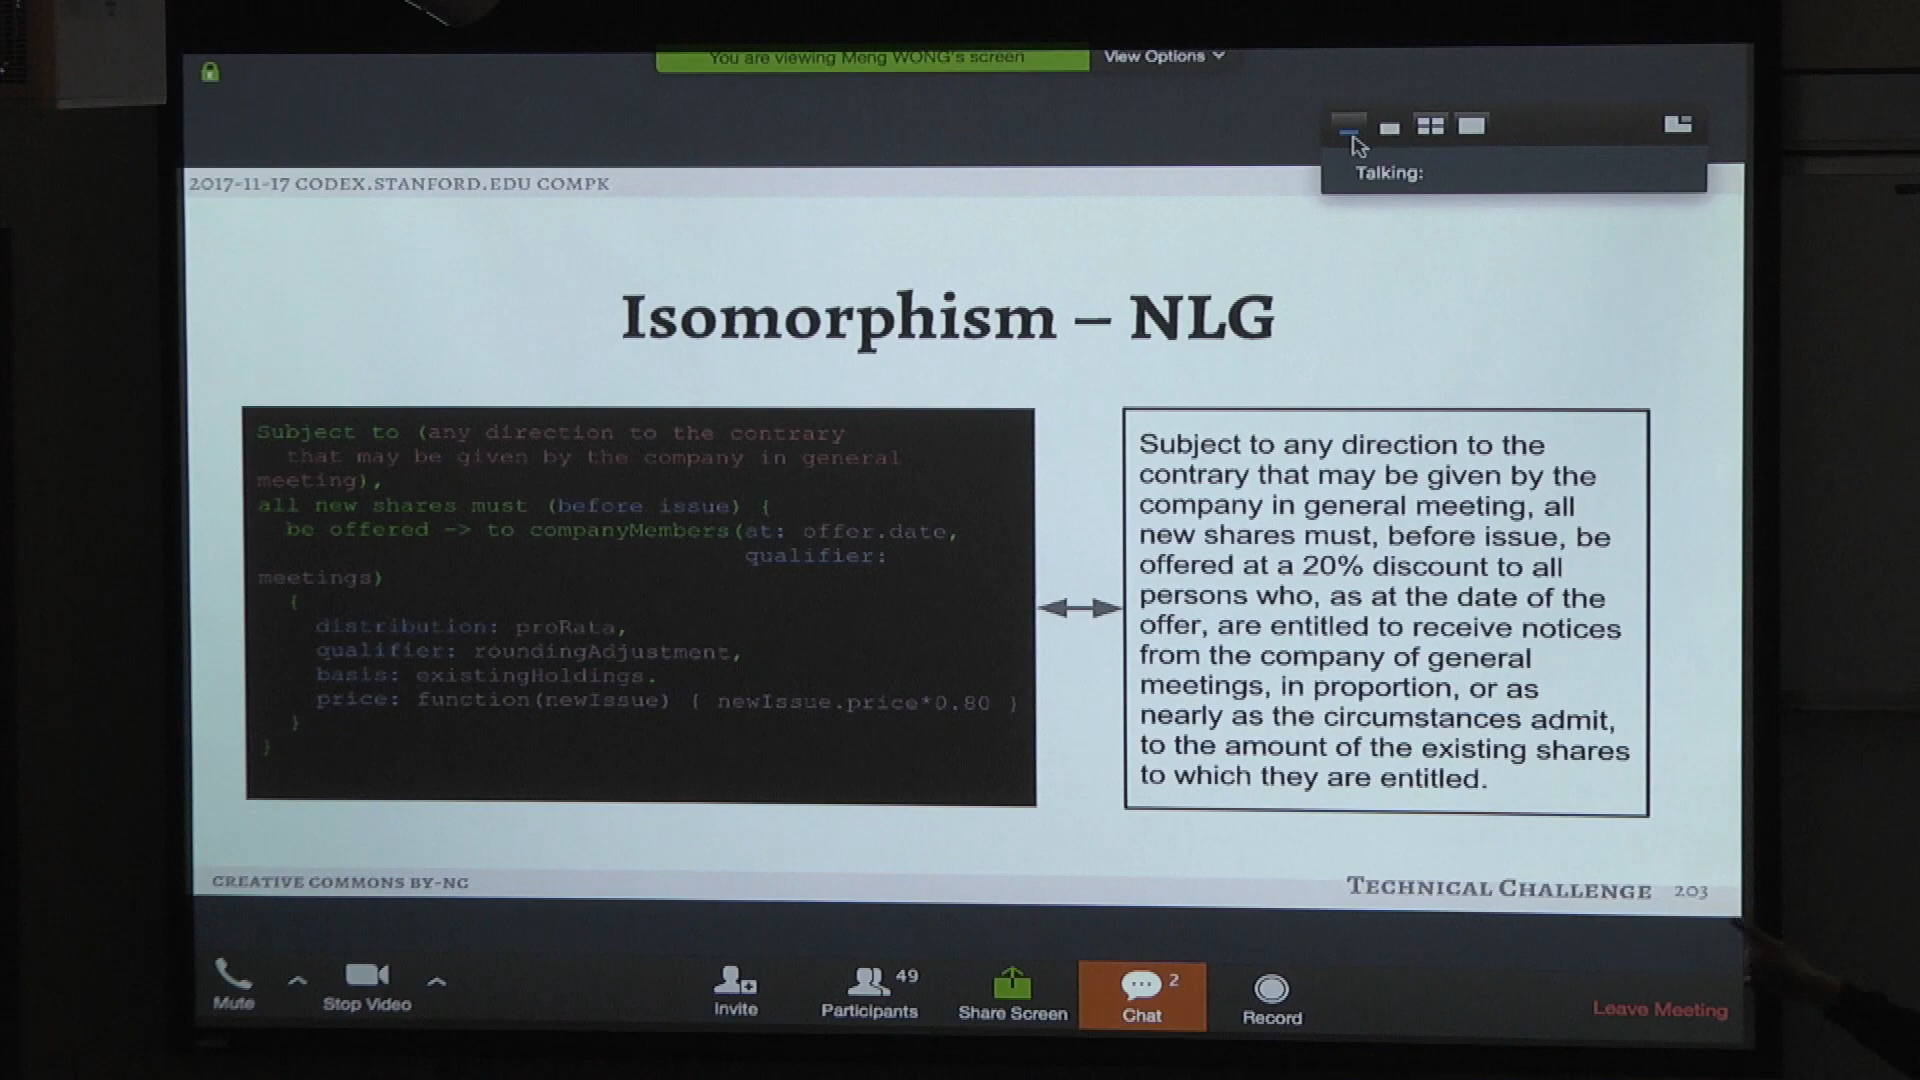 You are viewing Meng WONG's screen
View Options
Talking:
2017-11-17 CODEX.STANFORD.EDU COMPK
Isomorphism – NLG
Subject to (any direction to the contrary
that may be given by the company in general
meeting),
all new shares must (before issue) {
be offered -> to companyMembers(at: offer.date,
qualifier:
meetings)
{
distribution: proRata,
qualifier: roundingAdjustment,
basis: existingHoldings.
price: function(newIssue) { newIssue.price*0.80 }
}
}
Subject to any direction to the
contrary that may be given by the
company in general meeting, all
new shares must, before issue, be
offered at a 20% discount to all
persons who, as at the date of the
offer, are entitled to receive notices
from the company of general
meetings, in proportion, or as
nearly as the circumstances admit,
to the amount of the existing shares
to which they are entitled.
CREATIVE COMMONS BY-NC
TECHNICAL CHALLENGE 203
Mute
Stop Video
Invite
Participants 49
Share Screen
Chat 2
Record
Leave Meeting